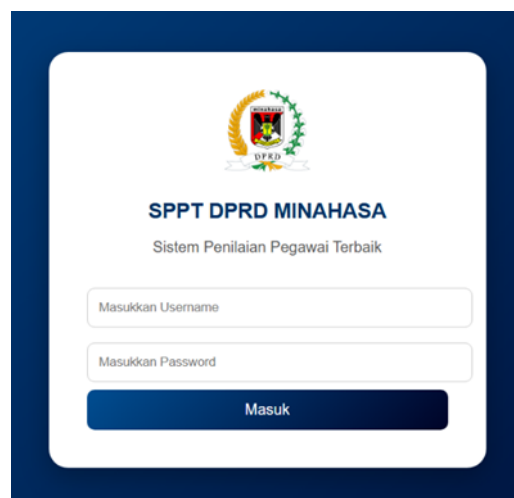 MINAHASA
DPRD
SPPT DPRD MINAHASA
Sistem Penilaian Pegawai Terbaik
Masukkan Username
Masukkan Password
Masuk